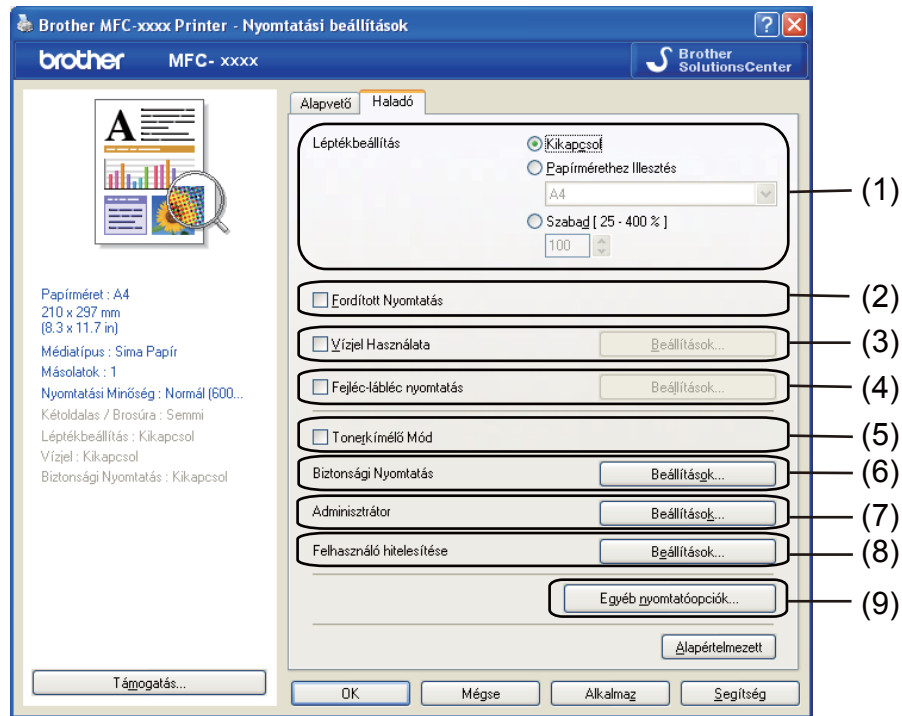 Brother MFC-xxxx Printer - Nyomtatási beállítások
brother MFC- xxxx
Brother
SolutionsCenter
A
Papírméret : A4
210 x 297 mm
(8.3 x 11.7 in)
Médiatípus : Sima Papír
Másolatok : 1
Nyomtatási Minőség : Normál (600...
Kétoldalas / Brosúra : Semmi
Léptékbeállítás : Kikapcsol
Vízjel : Kikapcsol
Biztonsági Nyomtatás : Kikapcsol
Támogatás...
Alapvető Haladó
Léptékbeállítás Kikapcsol
Papírmérethez Illesztés
A4
Szabad [ 25 - 400 % ]
100
(1)
Fordított Nyomtatás (2)
Vízjel Használata Beállítások... (3)
Fejléc-lábléc nyomtatás Beállítások... (4)
Tonerkímélő Mód (5)
Biztonsági Nyomtatás Beállítások... (6)
Adminisztrátor Beállítások... (7)
Felhasználó hitelesítése Beállítások... (8)
Egyéb nyomtatóopciók... (9)
Alapértelmezett
OK Mégse Alkalmaz Segítség